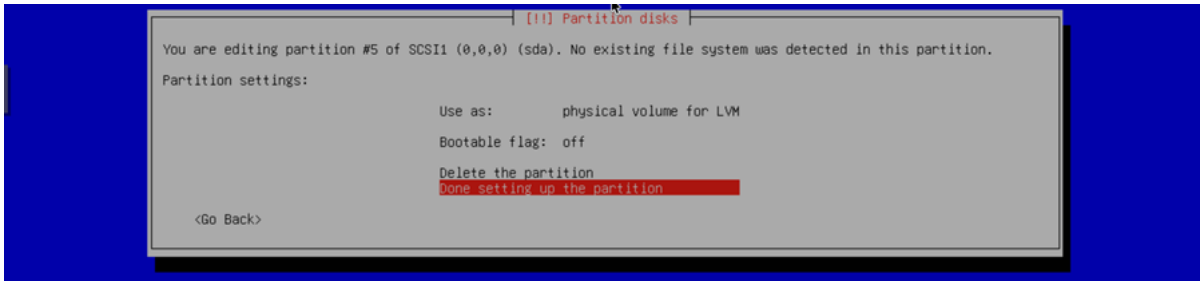 [!!] Partition disks
You are editing partition #5 of SCSI1 (0,0,0) (sda). No existing file system was detected in this partition.
Partition settings:
Use as: physical volume for LVM
Bootable flag: off
Delete the partition
Done setting up the partition
<Go Back>